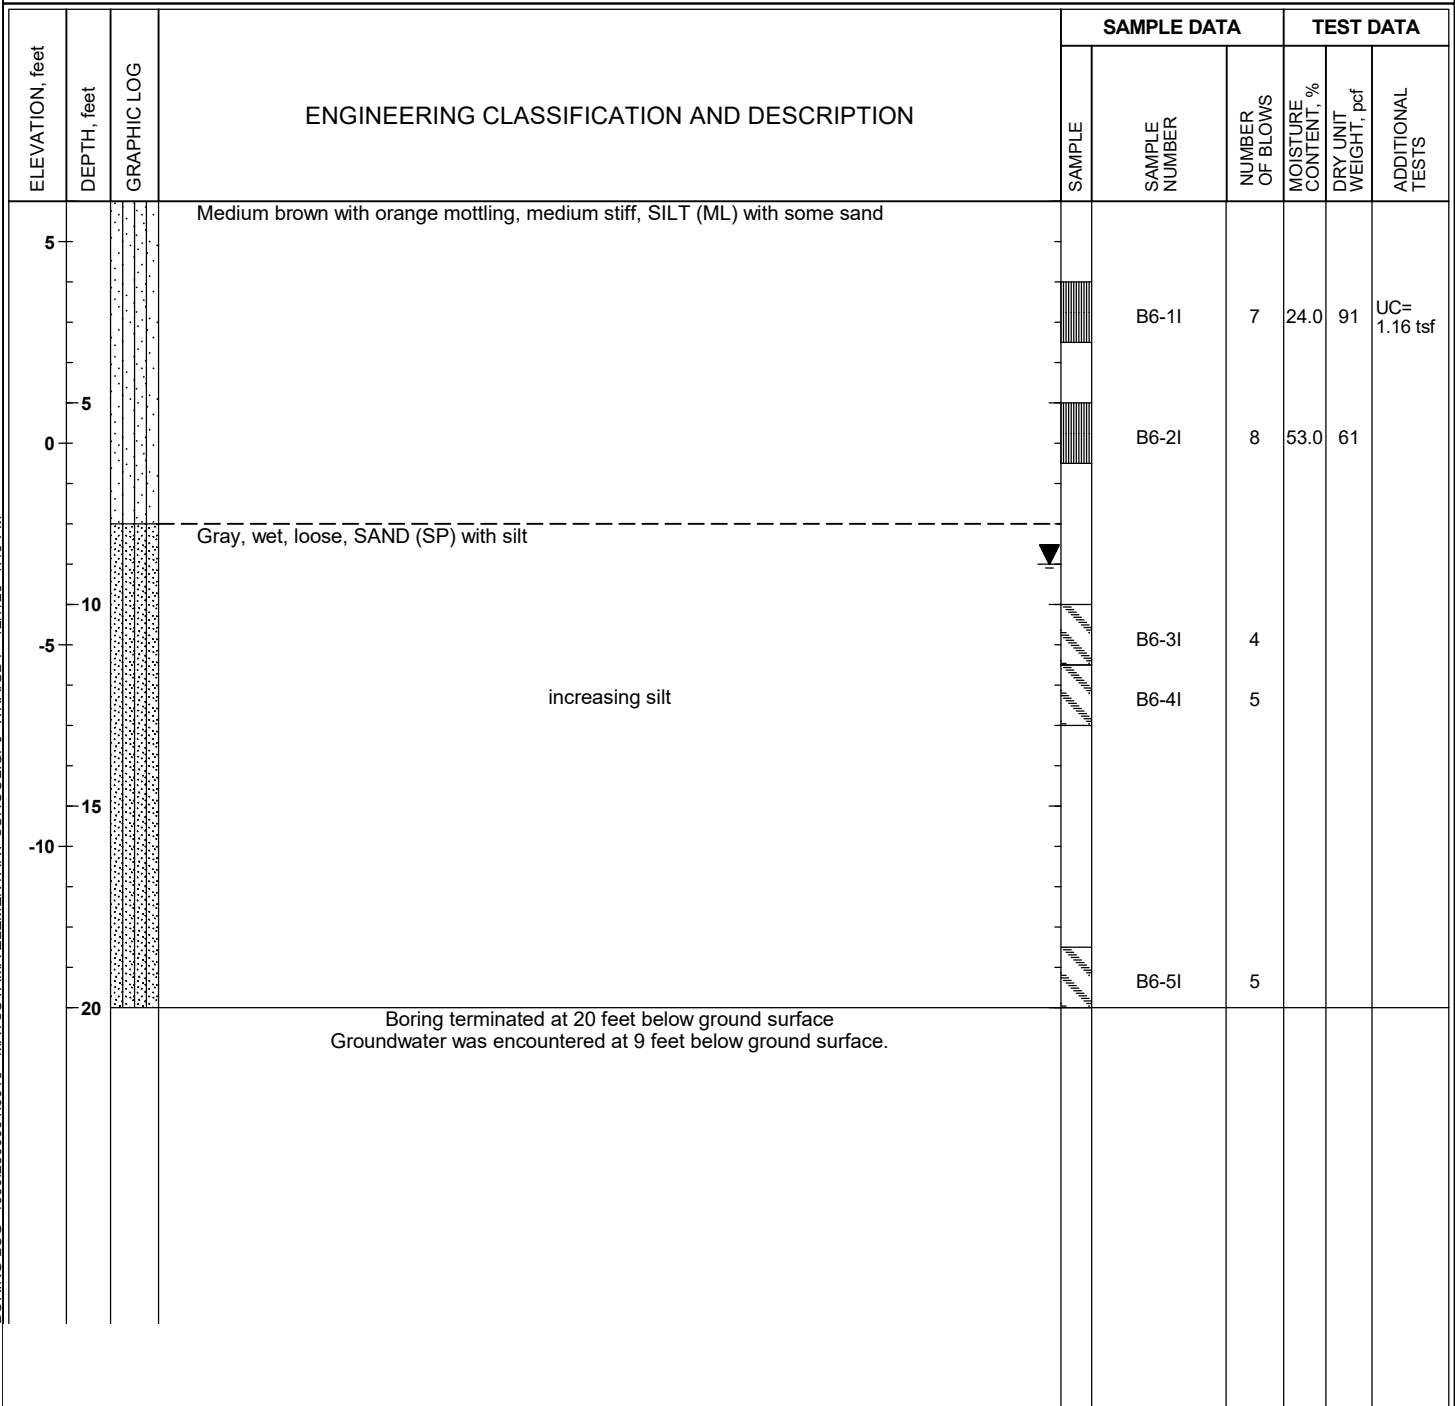 SAMPLE DATA
TEST DATA
ELEVATION, feet
DEPTH, feet
GRAPHIC LOG
ENGINEERING CLASSIFICATION AND DESCRIPTION
SAMPLE
SAMPLE
NUMBER
NUMBER
OF BLOWS
MOISTURE
CONTENT, %
DRY UNIT
WEIGHT, pcf
ADDITIONAL
TESTS
Medium brown with orange mottling, medium stiff, SILT (ML) with some sand
5
B6-1I 7 24.0 91 UC=
1.16 tsf
5
0
B6-2I 8 53.0 61
Gray, wet, loose, SAND (SP) with silt
10
-5
B6-3I 4
increasing silt
B6-4I 5
15
-10
B6-5I 5
20
Boring terminated at 20 feet below ground surface
Groundwater was encountered at 9 feet below ground surface.